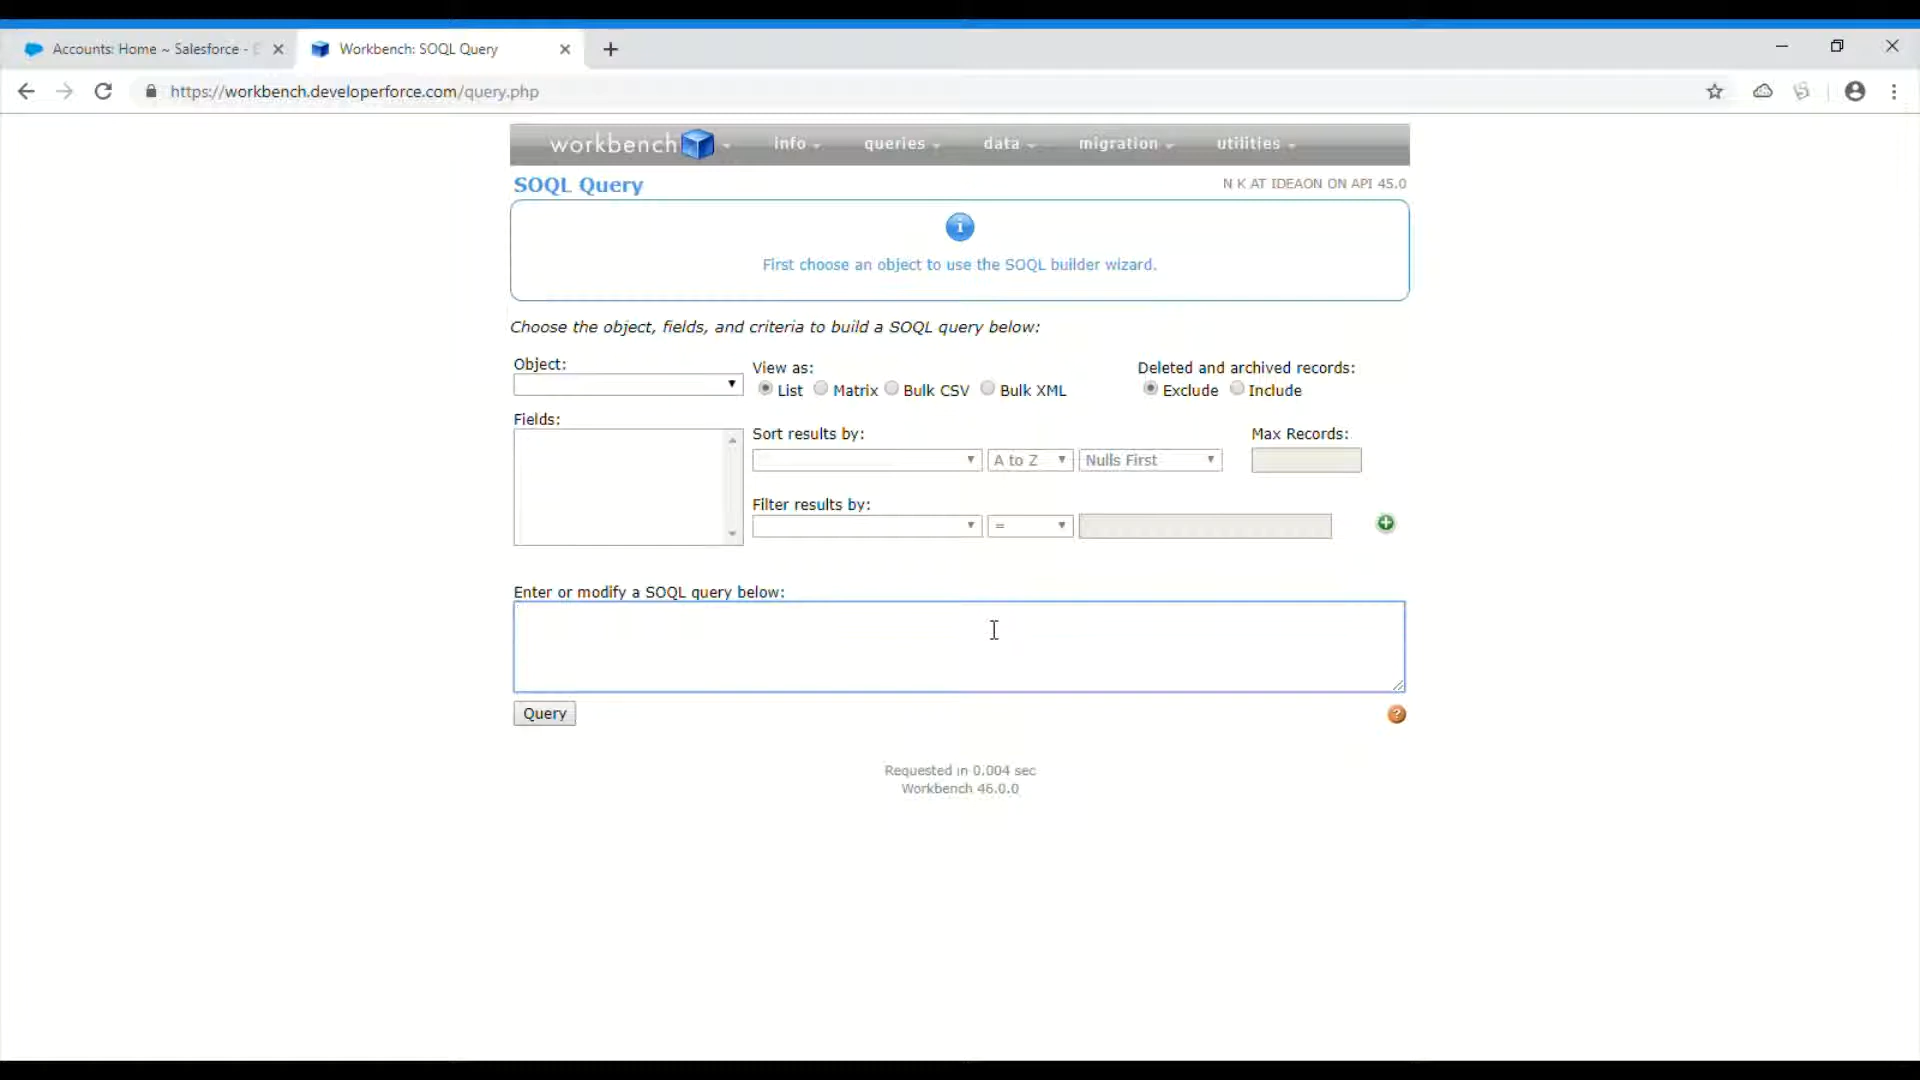 Accounts: Home ~ Salesforce -
Workbench: SOQL Query
https://workbench.developerforce.com/query.php
workbench info queries data migration utilities
SOQL Query
N K AT IDEAON ON API 45.0
First choose an object to use the SOQL builder wizard.
Choose the object, fields, and criteria to build a SOQL query below:
Object:
View as:
Deleted and archived records:
List Matrix Bulk CSV Bulk XML
Exclude Include
Fields:
Sort results by:
Max Records:
A to Z Nulls First
Filter results by:
=
Enter or modify a SOQL query below:
Query
Requested in 0.004 sec
Workbench 46.0.0